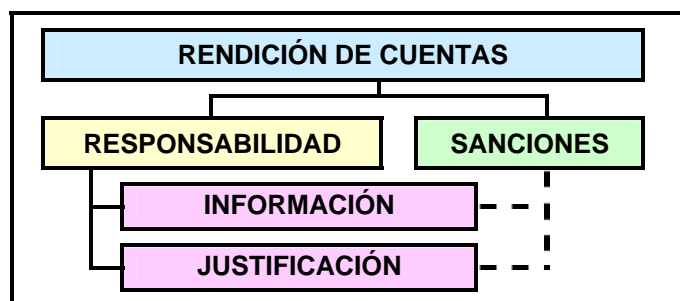 RENDICIÓN DE CUENTAS
RESPONSABILIDAD
SANCIONES
INFORMACIÓN
JUSTIFICACIÓN